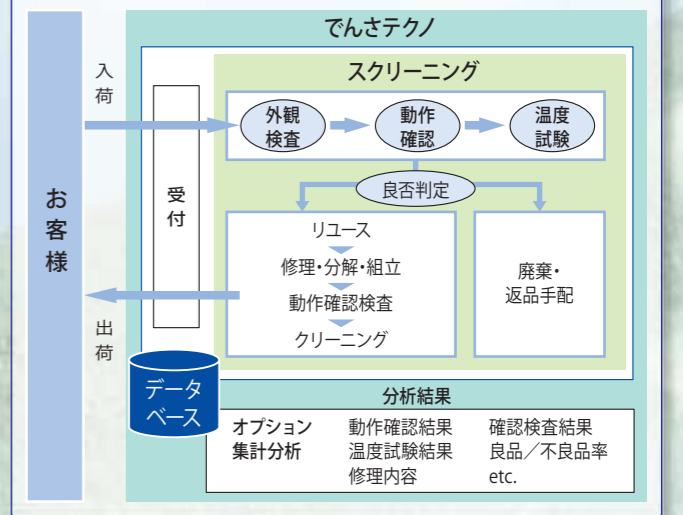 でんさテクノ
スクリーニング
入荷
外観
検査
動作
確認
温度
試験
良否判定
お客様
受付
リユース
修理・分解・組立
動作確認検査
クリーニング
廃棄・
返品手配
出荷
データ
ベース
分析結果
オプション
集計分析
動作確認結果
温度試験結果
修理内容
確認検査結果
良品／不良品率
etc.